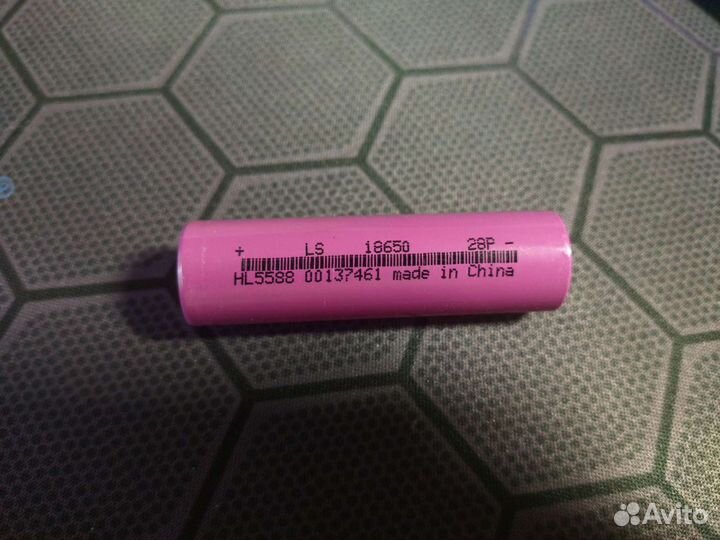 + LS 18650 28P -
HL5588 00137461 made in China
Avito